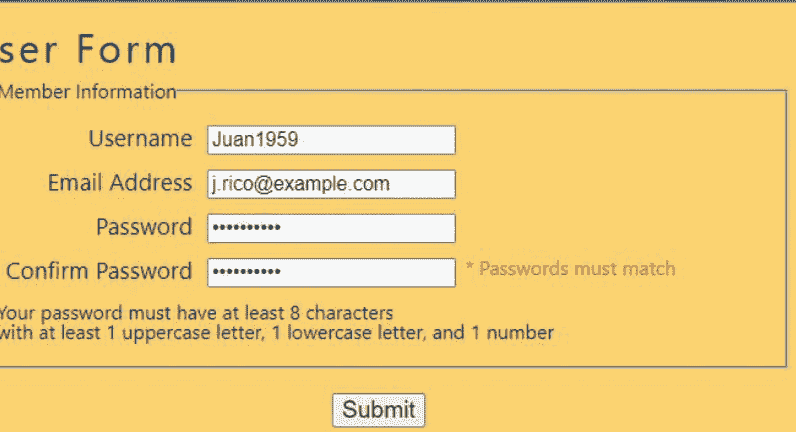 ser Form
Member Information
Username Juan1959
Email Address j.rico@example.com
Password ••••••••••
Confirm Password •••••••••• * Passwords must match
Your password must have at least 8 characters
with at least 1 uppercase letter, 1 lowercase letter, and 1 number
Submit